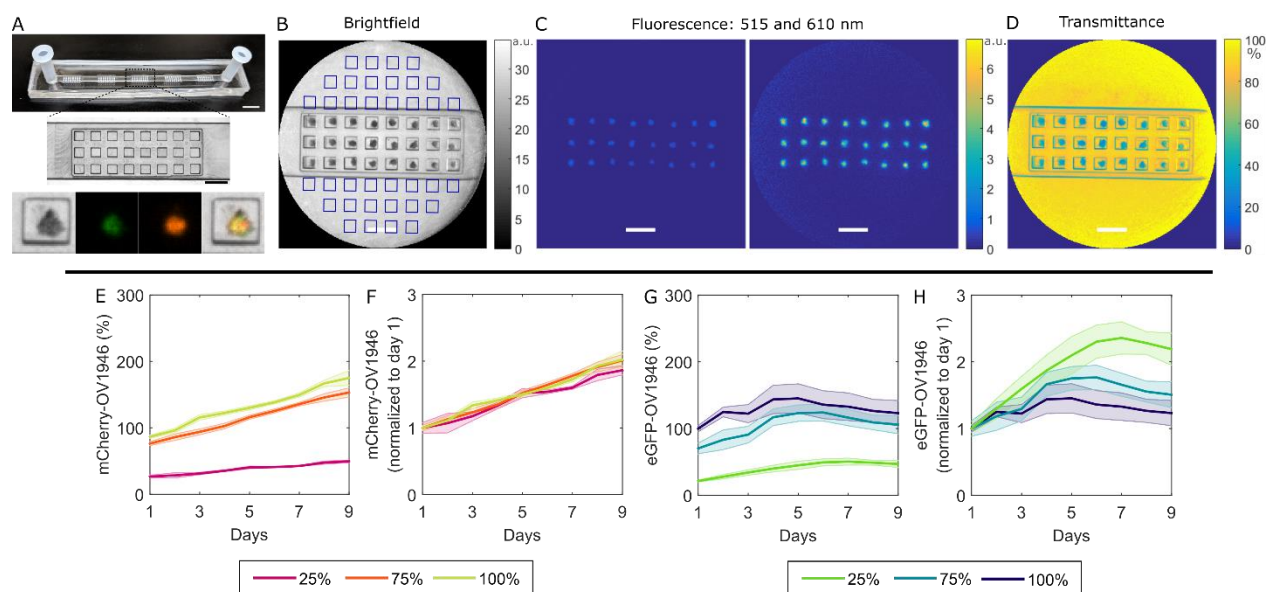 A
B
Brightfield
a.u.
30
25
20
15
10
5
0
C
Fluorescence: 515 and 610 nm
a.u.
6
5
4
3
2
1
0
D
Transmittance
100
%
80
60
40
20
0
E
mCherry-OV1946 (%)
300
200
100
0
1 3 5 7 9
Days
F
mCherry-OV1946
(normalized to day 1)
3
2
1
0
1 3 5 7 9
Days
25% 75% 100%
G
eGFP-OV1946 (%)
300
200
100
0
1 3 5 7 9
Days
H
eGFP-OV1946
(normalized to day 1)
3
2
1
0
1 3 5 7 9
Days
25% 75% 100%